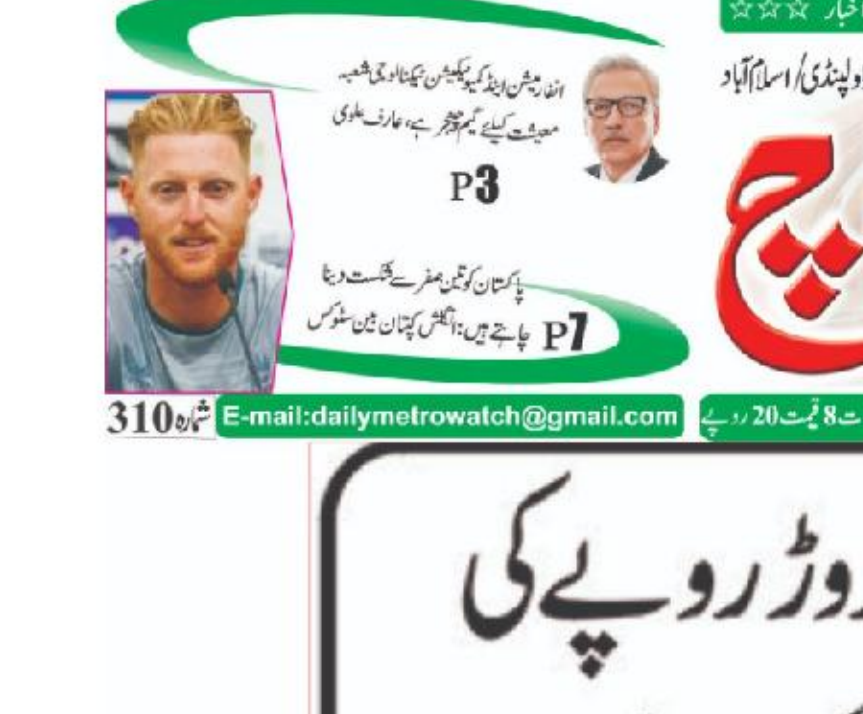 اخبار ☆☆☆
اولپنڈی/اسلام آباد
انفارمیشن اینڈ کمیونیکیشن ٹیکنالوجی شعبہ
معیشت کیلئے گیم چینجر ہے، عارف علوی
P3
چ
پاکستان کو تین صفر سے شکست دینا
چاہتے ہیں: انگلش کپتان بین سٹوکس P7
شمارہ 310
E-mail:dailymetrowatch@gmail.com
ت 8 قیمت 20 روپے
روڑ روپے کی